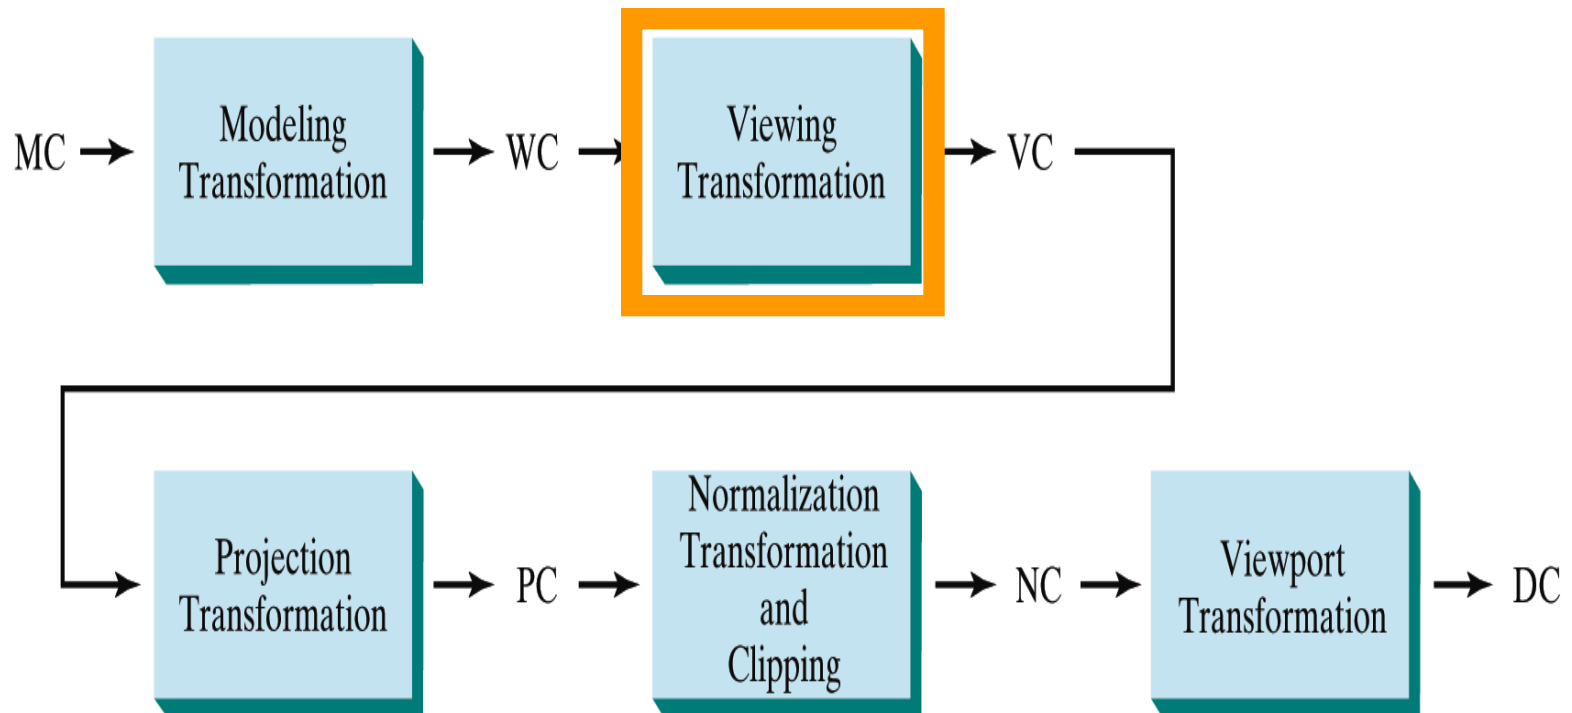 MC
Modeling
Transformation
WC
Viewing
Transformation
VC
Projection
Transformation
PC
Normalization
Transformation
and
Clipping
NC
Viewport
Transformation
DC